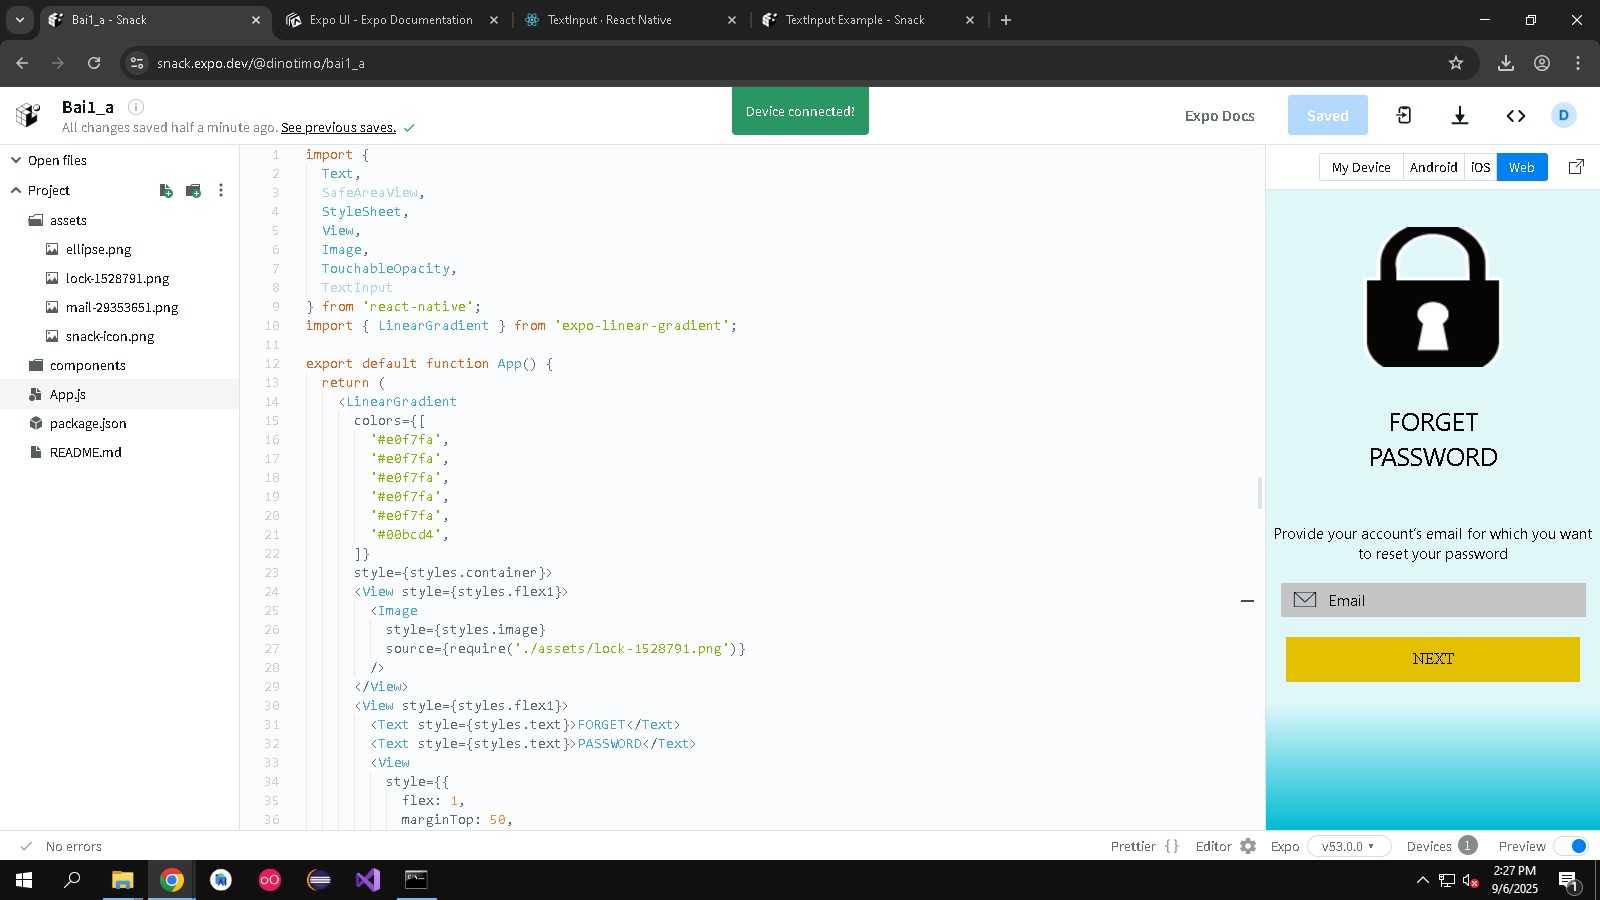 Bai1_a - Snack
Expo UI - Expo Documentation
TextInput · React Native
TextInput Example - Snack
snack.expo.dev/@dinotimo/bai1_a
Bai1_a
All changes saved half a minute ago. See previous saves.
Device connected!
Expo Docs
Saved
D
Open files
Project
assets
ellipse.png
lock-1528791.png
mail-29353651.png
snack-icon.png
components
App.js
package.json
README.md
1 import {
2 Text,
3 SafeAreaView,
4 StyleSheet,
5 View,
6 Image,
7 TouchableOpacity,
8 TextInput
9 } from 'react-native';
10 import { LinearGradient } from 'expo-linear-gradient';
11
12 export default function App() {
13 return (
14 <LinearGradient
15 colors={[
16 '#e0f7fa',
17 '#e0f7fa',
18 '#e0f7fa',
19 '#e0f7fa',
20 '#e0f7fa',
21 '#00bcd4',
22 ]}
23 style={styles.container}>
24 <View style={styles.flex1}>
25 <Image
26 style={styles.image}
27 source={require('./assets/lock-1528791.png')}
28 />
29 </View>
30 <View style={styles.flex1}>
31 <Text style={styles.text}>FORGET</Text>
32 <Text style={styles.text}>PASSWORD</Text>
33 <View
34 style={{
35 flex: 1,
36 marginTop: 50,
My Device
Android
iOS
Web
FORGET
PASSWORD
Provide your account's email for which you want
to reset your password
Email
NEXT
No errors
Prettier { }
Editor
Expo
v53.0.0
Devices 1
Preview
2:27 PM
9/6/2025
1